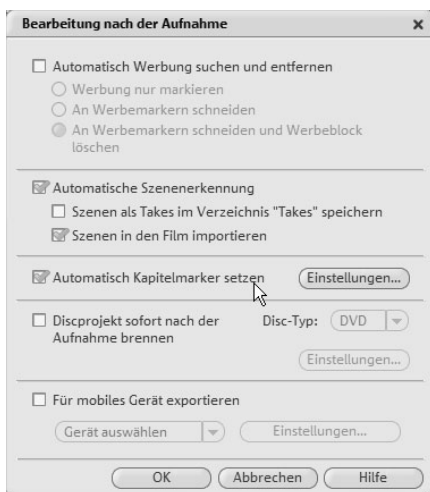 Bearbeitung nach der Aufnahme
Automatisch Werbung suchen und entfernen
Werbung nur markieren
An Werbemarkern schneiden
An Werbemarkern schneiden und Werbeblock
löschen
Automatische Szenenerkennung
Szenen als Takes im Verzeichnis "Takes" speichern
Szenen in den Film importieren
Automatisch Kapitelmarker setzen Einstellungen...
Discprojekt sofort nach der Disc-Typ: DVD
Aufnahme brennen
Einstellungen...
Für mobiles Gerät exportieren
Gerät auswählen Einstellungen...
OK Abbrechen Hilfe